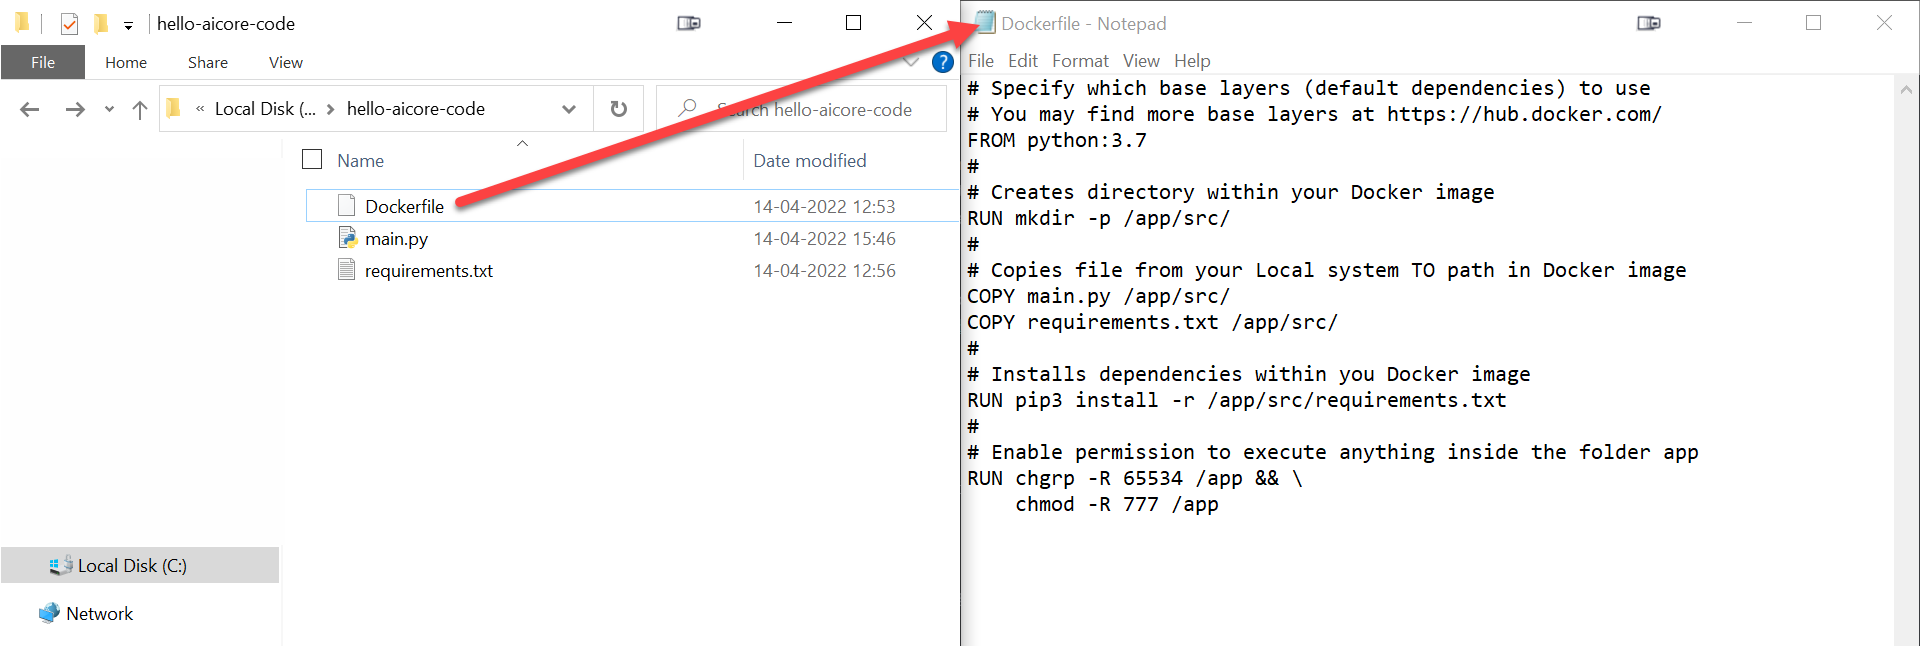 hello-aicore-code
File Home Share View
?
« Local Disk (... > hello-aicore-code
hello-aicore-code
Name Date modified
Dockerfile 14-04-2022 12:53
main.py 14-04-2022 15:46
requirements.txt 14-04-2022 12:56
Local Disk (C:)
Network
Dockerfile - Notepad
File Edit Format View Help
# Specify which base layers (default dependencies) to use
# You may find more base layers at https://hub.docker.com/
FROM python:3.7
#
# Creates directory within your Docker image
RUN mkdir -p /app/src/
#
# Copies file from your Local system TO path in Docker image
COPY main.py /app/src/
COPY requirements.txt /app/src/
#
# Installs dependencies within you Docker image
RUN pip3 install -r /app/src/requirements.txt
#
# Enable permission to execute anything inside the folder app
RUN chgrp -R 65534 /app && \
    chmod -R 777 /app